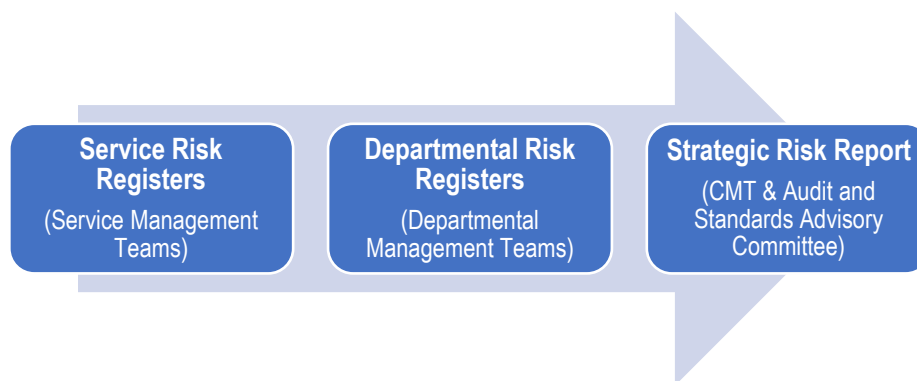 Service Risk
Registers
(Service Management
Teams)
Departmental Risk
Registers
(Departmental
Management Teams)
Strategic Risk Report
(CMT & Audit and
Standards Advisory
Committee)